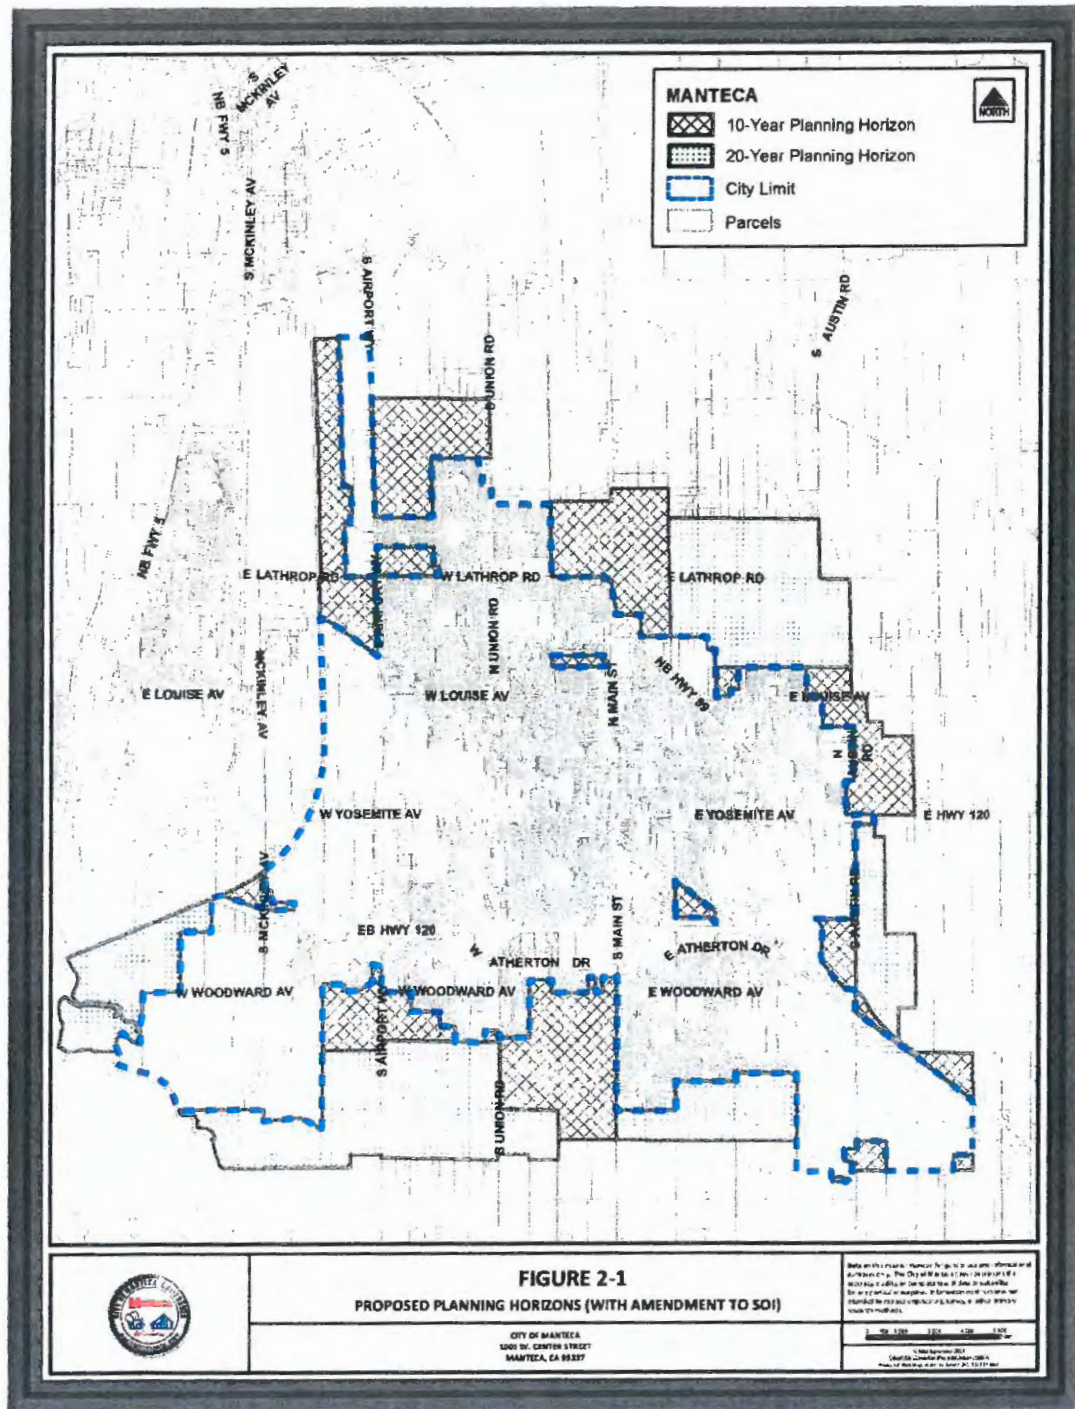 S
MCKINLEY
AV
NB FWY 5
S MCKINLEY AV
MANTECA
NORTH
10-Year Planning Horizon
20-Year Planning Horizon
City Limit
Parcels
S AIRPORT WY
S UNION RD
S AUSTIN RD
NB FWY 5
E LATHROP RD
W LATHROP RD
E LATHROP RD
N UNION RD
MCKINLEY AV
E LOUISE AV
W LOUISE AV
N MAIN ST
NB HWY 99
E LOUISE AV
N
RD
W YOSEMITE AV
E YOSEMITE AV
E HWY 120
S MCKINLEY AV
EB HWY 120
W
ATHERTON DR
S MAIN ST
E ATHERTON DR
W WOODWARD AV
W WOODWARD AV
E WOODWARD AV
S AIRPORT WY
S UNION RD
FIGURE 2-1
PROPOSED PLANNING HORIZONS (WITH AMENDMENT TO SOI)
CITY OF MANTECA
1001 W. CENTER STREET
MANTECA, CA 95337